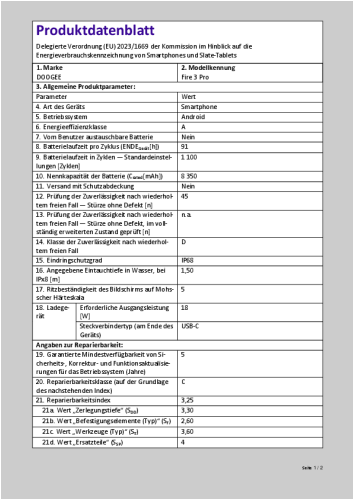 Produktdatenblatt
Delegierte Verordnung (EU) 2023/1669 der Kommission im Hinblick auf die
Energieverbrauchskennzeichnung von Smartphones und Slate-Tablets
1. Marke
DOOGEE
2. Modellkennung
Fire 3 Pro
3. Allgemeine Produktparameter:
Parameter Wert
4. Art des Geräts Smartphone
5. Betriebssystem Android
6. Energieeffizienzklasse A
7. Vom Benutzer austauschbare Batterie Nein
8. Batterielaufzeit pro Zyklus (ENDE[h]) 91
9. Batterielaufzeit in Zyklen — Standardeinstel-
lungen [Zyklen] 1 100
10. Nennkapazität der Batterie (C[mAh]) 8 350
11. Versand mit Schutzabdeckung Nein
12. Prüfung der Zuverlässigkeit nach wiederhol-
tem freien Fall — Stürze ohne Defekt [n] 45
13. Prüfung der Zuverlässigkeit nach wiederhol-
tem freien Fall — Stürze ohne Defekt, im voll-
ständig erweiterten Zustand geprüft [n] n.a.
14. Klasse der Zuverlässigkeit nach wiederhol-
tem freien Fall D
15. Eindringschutzgrad IP68
16. Angegebene Eintauchtiefe in Wasser, bei
IPx8 [m] 1,50
17. Ritzbeständigkeit des Bildschirms auf Mohs-
scher Härteskala 5
18. Ladege-
rät
Erforderliche Ausgangsleistung
[W] 18
Steckverbindertyp (am Ende des
Geräts) USB-C
Angaben zur Reparierbarkeit:
19. Garantierte Mindestverfügbarkeit von Si-
cherheits-, Korrektur- und Funktionsaktualisie-
rungen für das Betriebssystem (Jahre) 5
20. Reparierbarkeitsklasse (auf der Grundlage
des nachstehenden Index) C
21. Reparierbarkeitsindex 3,25
21a. Wert „Zerlegungstiefe“ (S) 3,30
21b. Wert „Befestigungselemente (Typ)“ (S) 2,60
21c. Wert „Werkzeuge (Typ)“ (S) 3,60
21d. Wert „Ersatzteile“ (S) 4
Seite 1 / 2